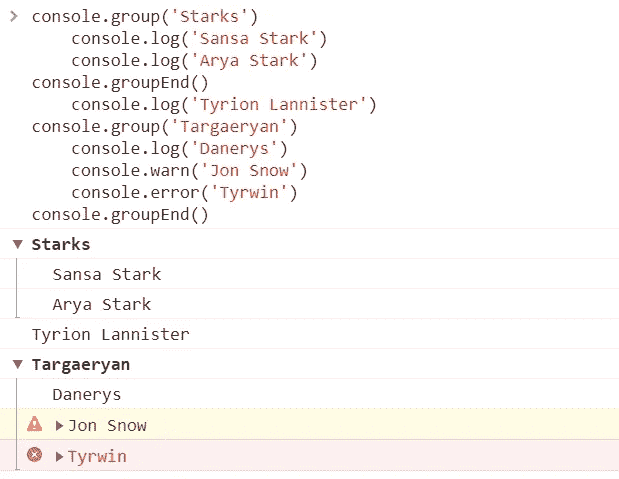 console.group('Starks')
console.log('Sansa Stark')
console.log('Arya Stark')
console.groupEnd()
console.log('Tyrion Lannister')
console.group('Targaeryan')
console.log('Danerys')
console.warn('Jon Snow')
console.error('Tyrwin')
console.groupEnd()
Starks
Sansa Stark
Arya Stark
Tyrion Lannister
Targaeryan
Danerys
Jon Snow
Tyrwin